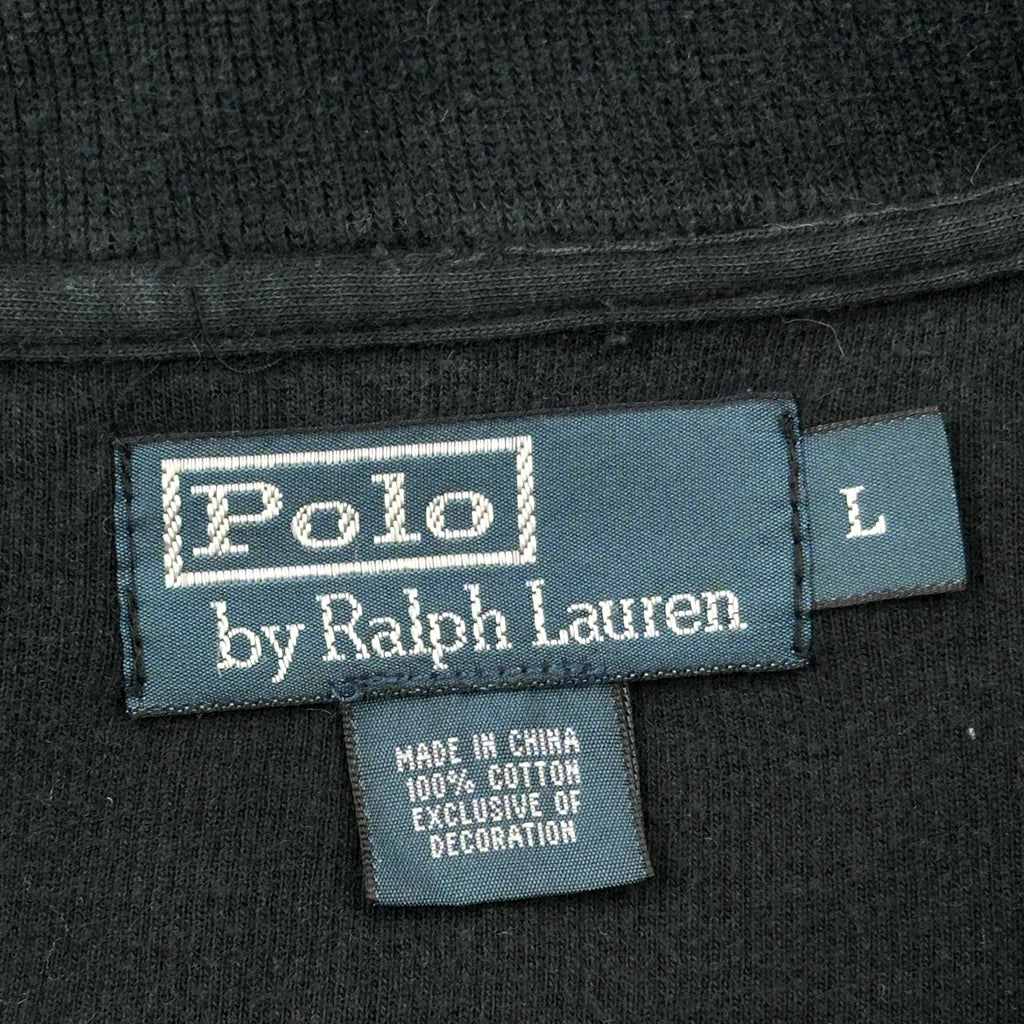 Polo
by Ralph Lauren
L
MADE IN CHINA
100% COTTON
EXCLUSIVE OF
DECORATION